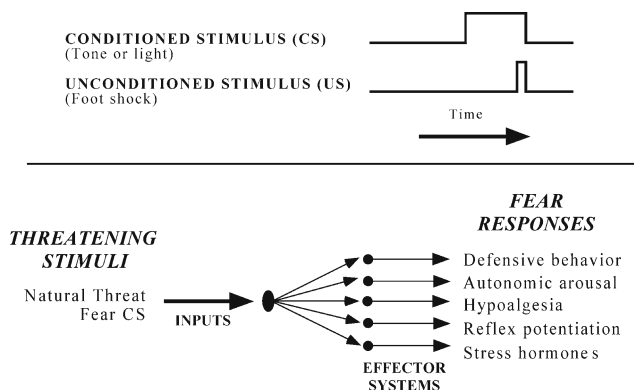 CONDITIONED STIMULUS (CS)
(Tone or light)
UNCONDITIONED STIMULUS (US)
(Foot shock)
Time
FEAR
RESPONSES
THREATENING
STIMULI
Natural Threat
Fear CS
INPUTS
Defensive behavior
Autonomic arousal
Hypoalgesia
Reflex potentiation
Stress hormones
EFFECTOR
SYSTEMS